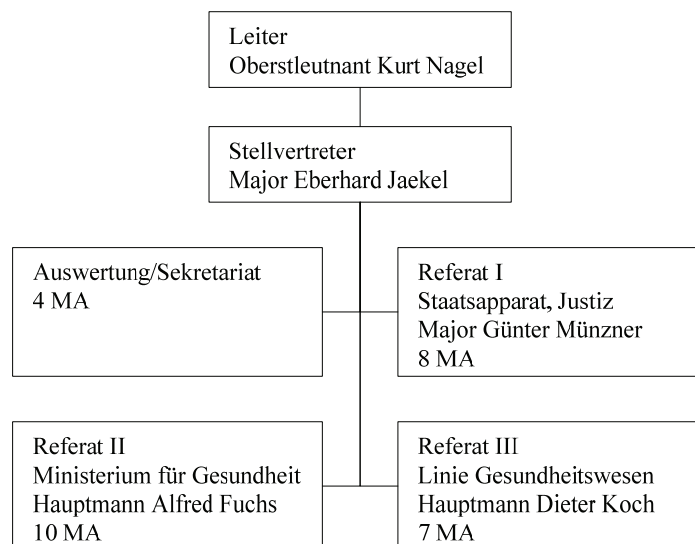 Leiter
Oberstleutnant Kurt Nagel
Stellvertreter
Major Eberhard Jaekel
Auswertung/Sekretariat
4 MA
Referat I
Staatsapparat, Justiz
Major Günter Münzner
8 MA
Referat II
Ministerium für Gesundheit
Hauptmann Alfred Fuchs
10 MA
Referat III
Linie Gesundheitswesen
Hauptmann Dieter Koch
7 MA